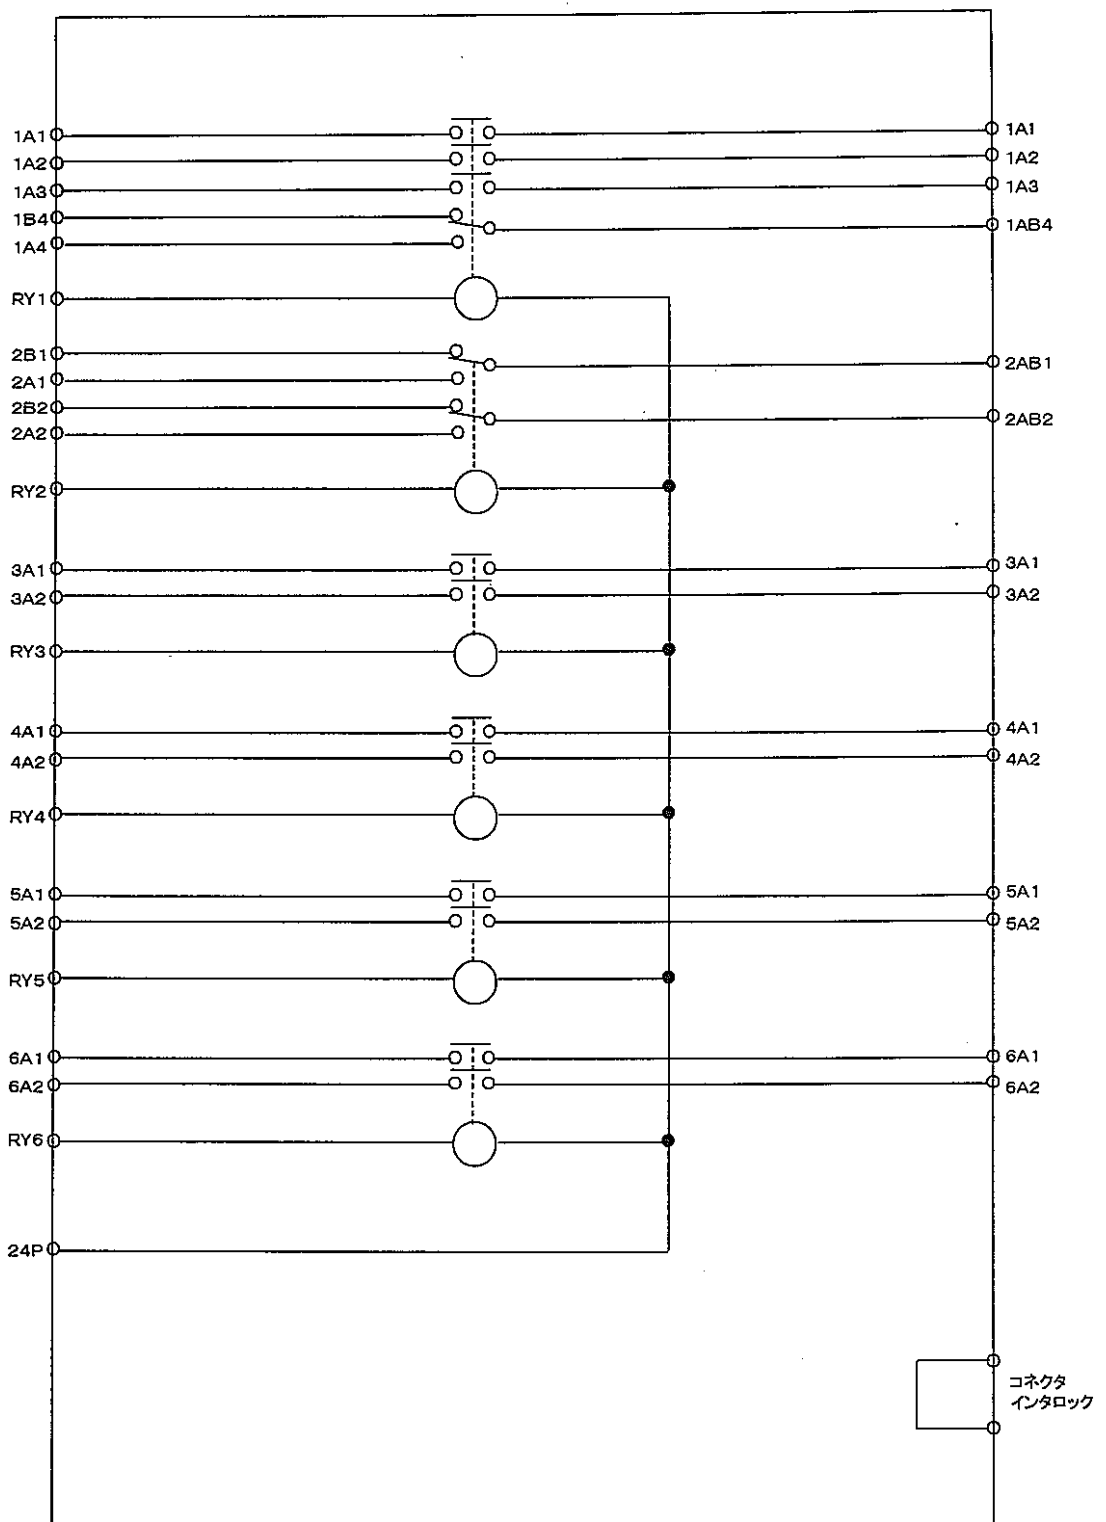 1A1 1A1
1A2 1A2
1A3 1A3
1B4 1AB4
1A4
RY1
2B1 2AB1
2A1
2B2 2AB2
2A2
RY2
3A1 3A1
3A2 3A2
RY3
4A1 4A1
4A2 4A2
RY4
5A1 5A1
5A2 5A2
RY5
6A1 6A1
6A2 6A2
RY6
24P
コネクタ
インタロック